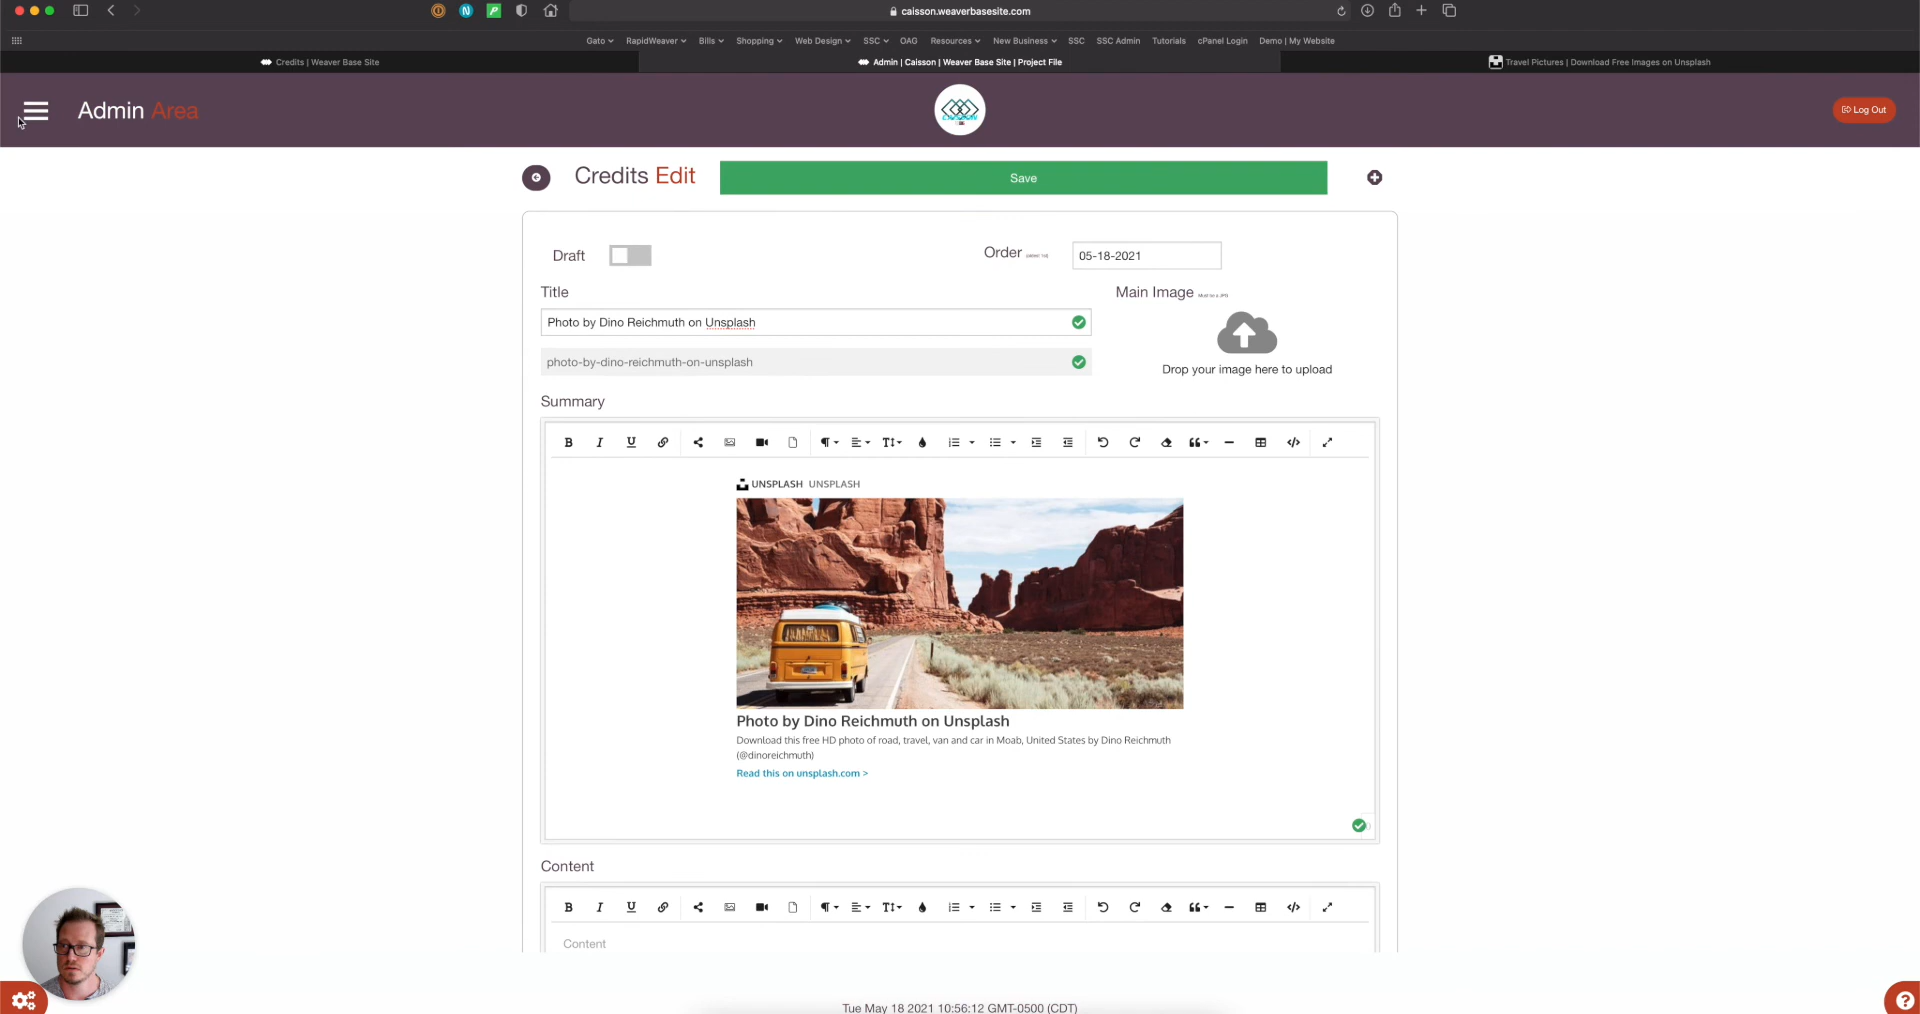 caisson.weaverbasesite.com
Gato RapidWeaver Bills Shopping Web Design SSC OAG Resources New Business SSC SSC Admin Tutorials cPanel Login Demo | My Website
Credits | Weaver Base Site
Admin | Caisson | Weaver Base Site | Project File
Travel Pictures | Download Free Images on Unsplash
Admin Area
CAISSON
Log Out
Credits Edit
Save
Draft
Order
05-18-2021
Title
Main Image Must be a JPG
Photo by Dino Reichmuth on Unsplash
photo-by-dino-reichmuth-on-unsplash
Drop your image here to upload
Summary
UNSPLASH UNSPLASH
Photo by Dino Reichmuth on Unsplash
Download this free HD photo of road, travel, van and car in Moab, United States by Dino Reichmuth
(@dinoreichmuth)
Read this on unsplash.com >
Content
Content
Tue May 18 2021 10:56:12 GMT-0500 (CDT)